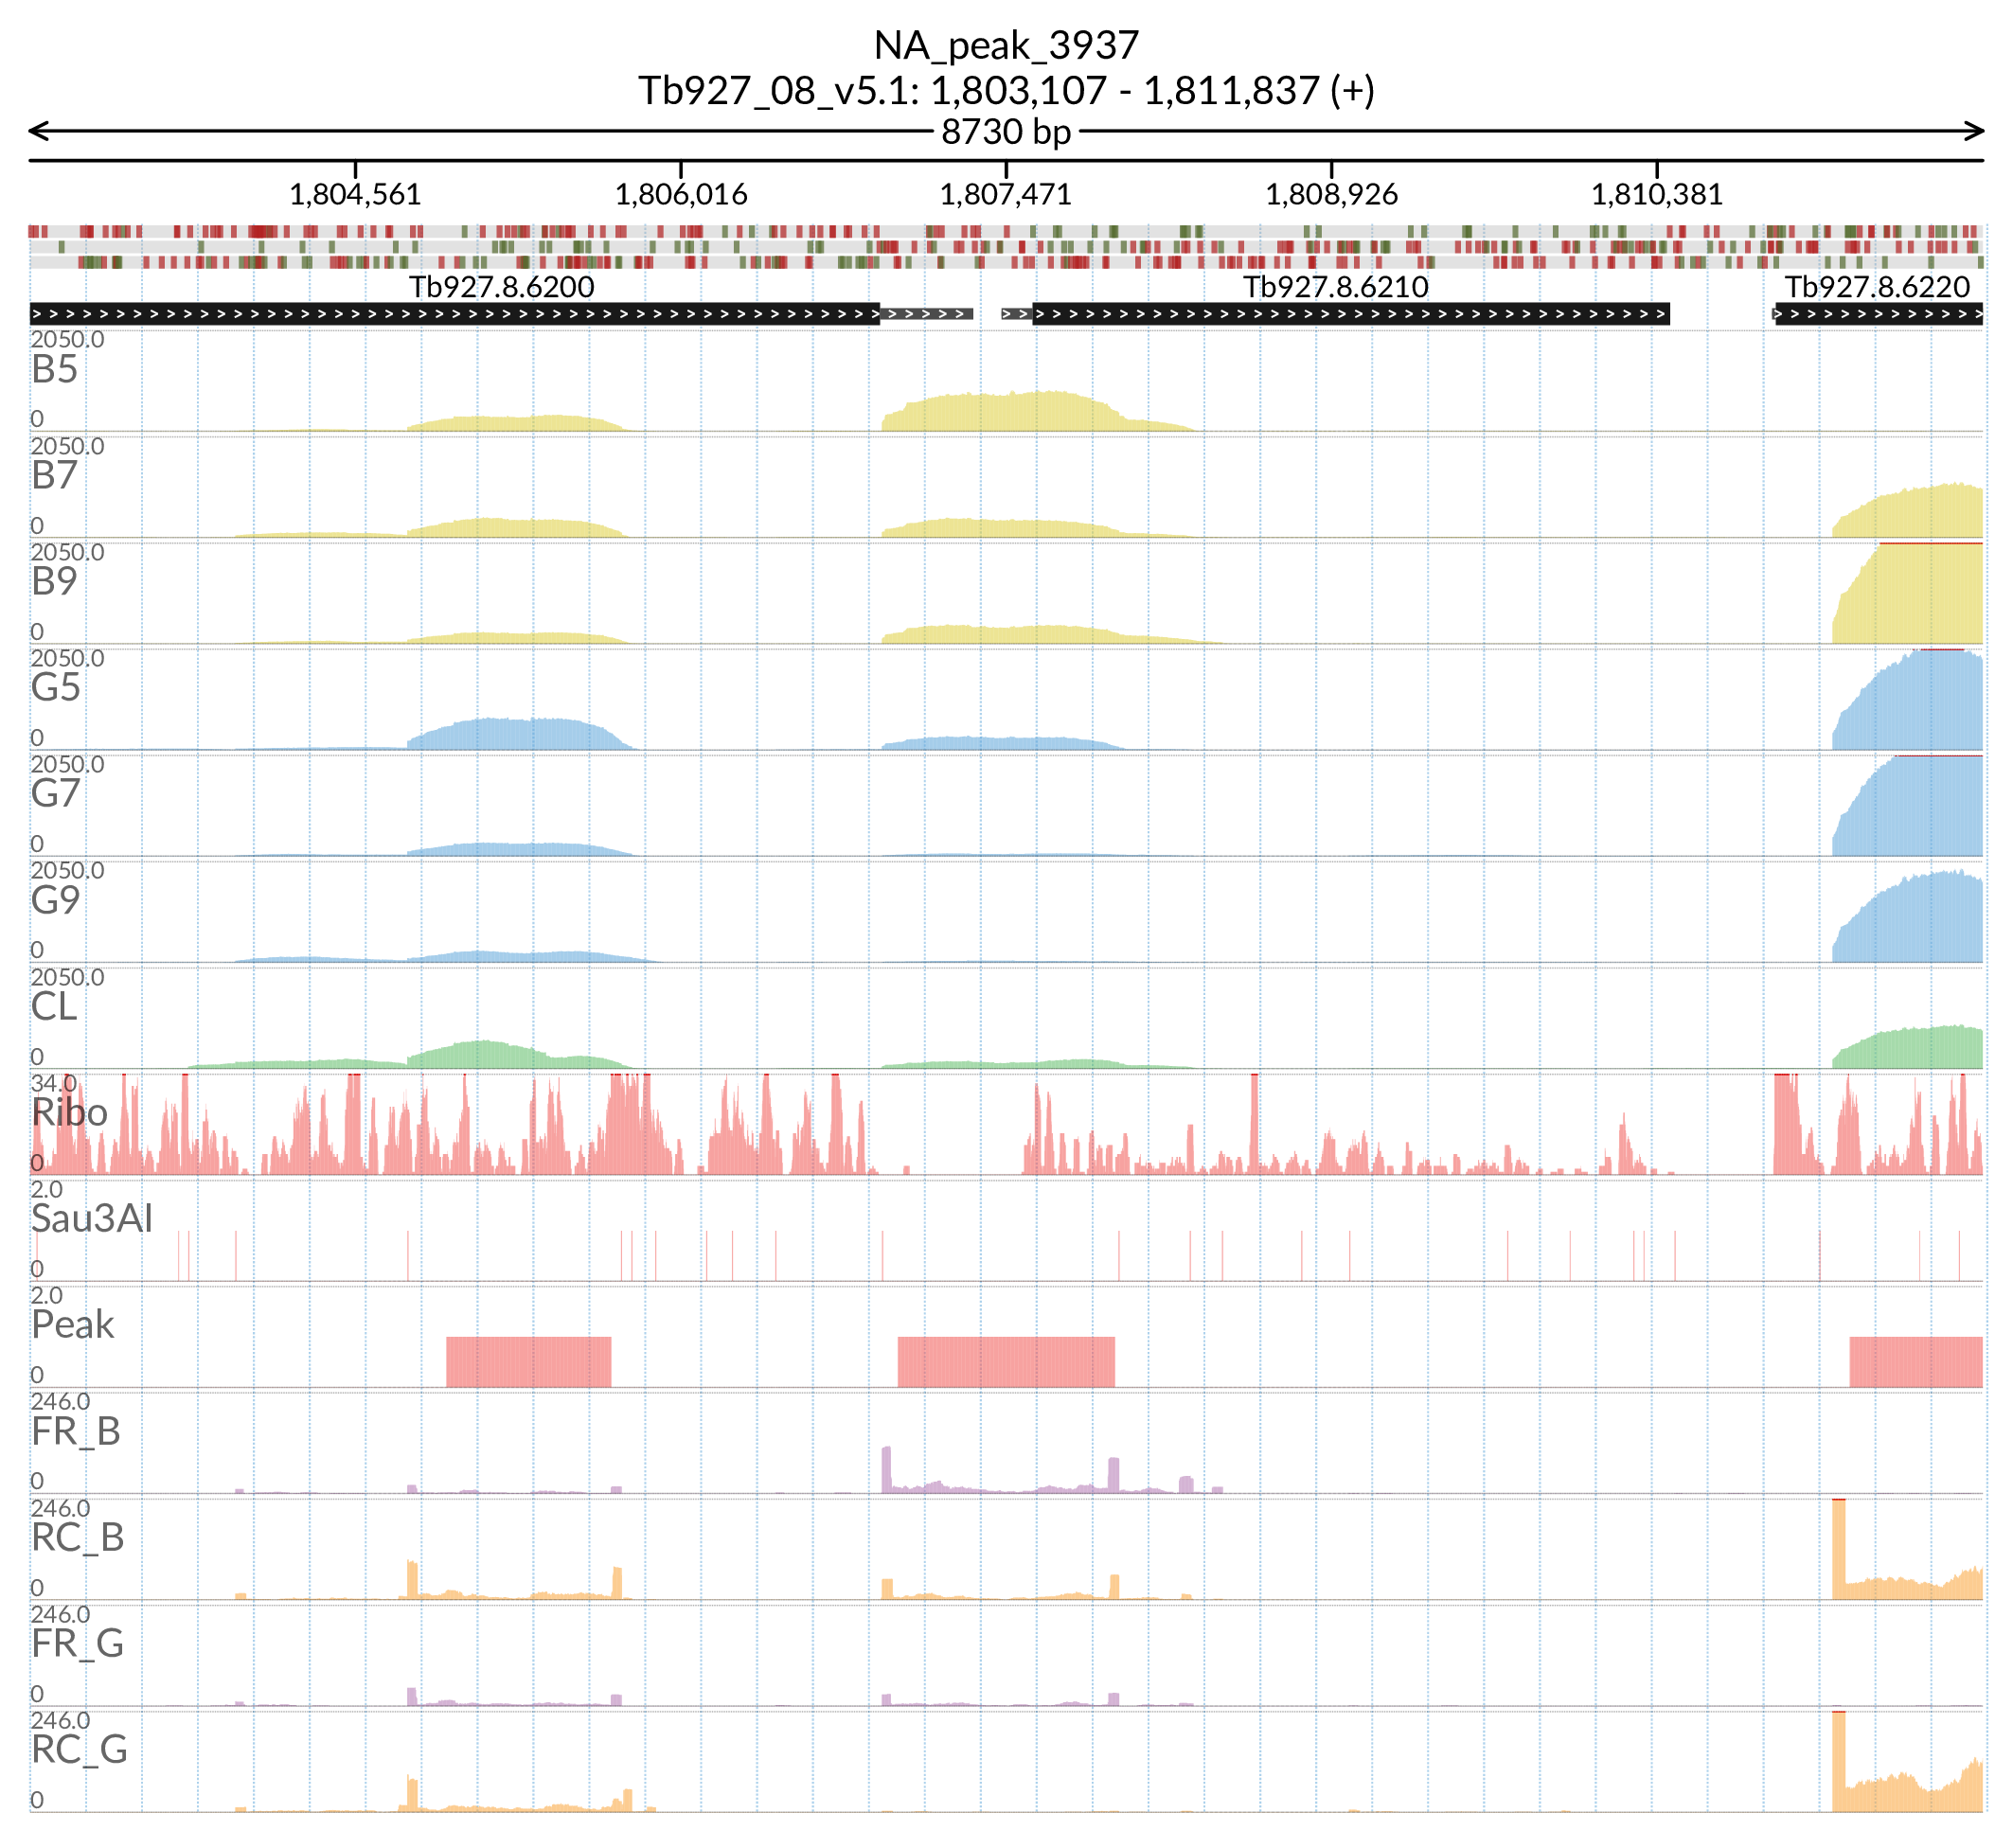 NA_peak_3937
Tb927_08_v5.1: 1,803,107 - 1,811,837 (+)
8730 bp
1,804,561 1,806,016 1,807,471 1,808,926 1,810,381
Tb927.8.6200 Tb927.8.6210 Tb927.8.6220
2050.0
B5
0
2050.0
B7
0
2050.0
B9
0
2050.0
G5
0
2050.0
G7
0
2050.0
G9
0
2050.0
CL
0
34.0
Ribo
0
2.0
Sau3AI
0
2.0
Peak
0
246.0
FR_B
0
246.0
RC_B
0
246.0
FR_G
0
246.0
RC_G
0